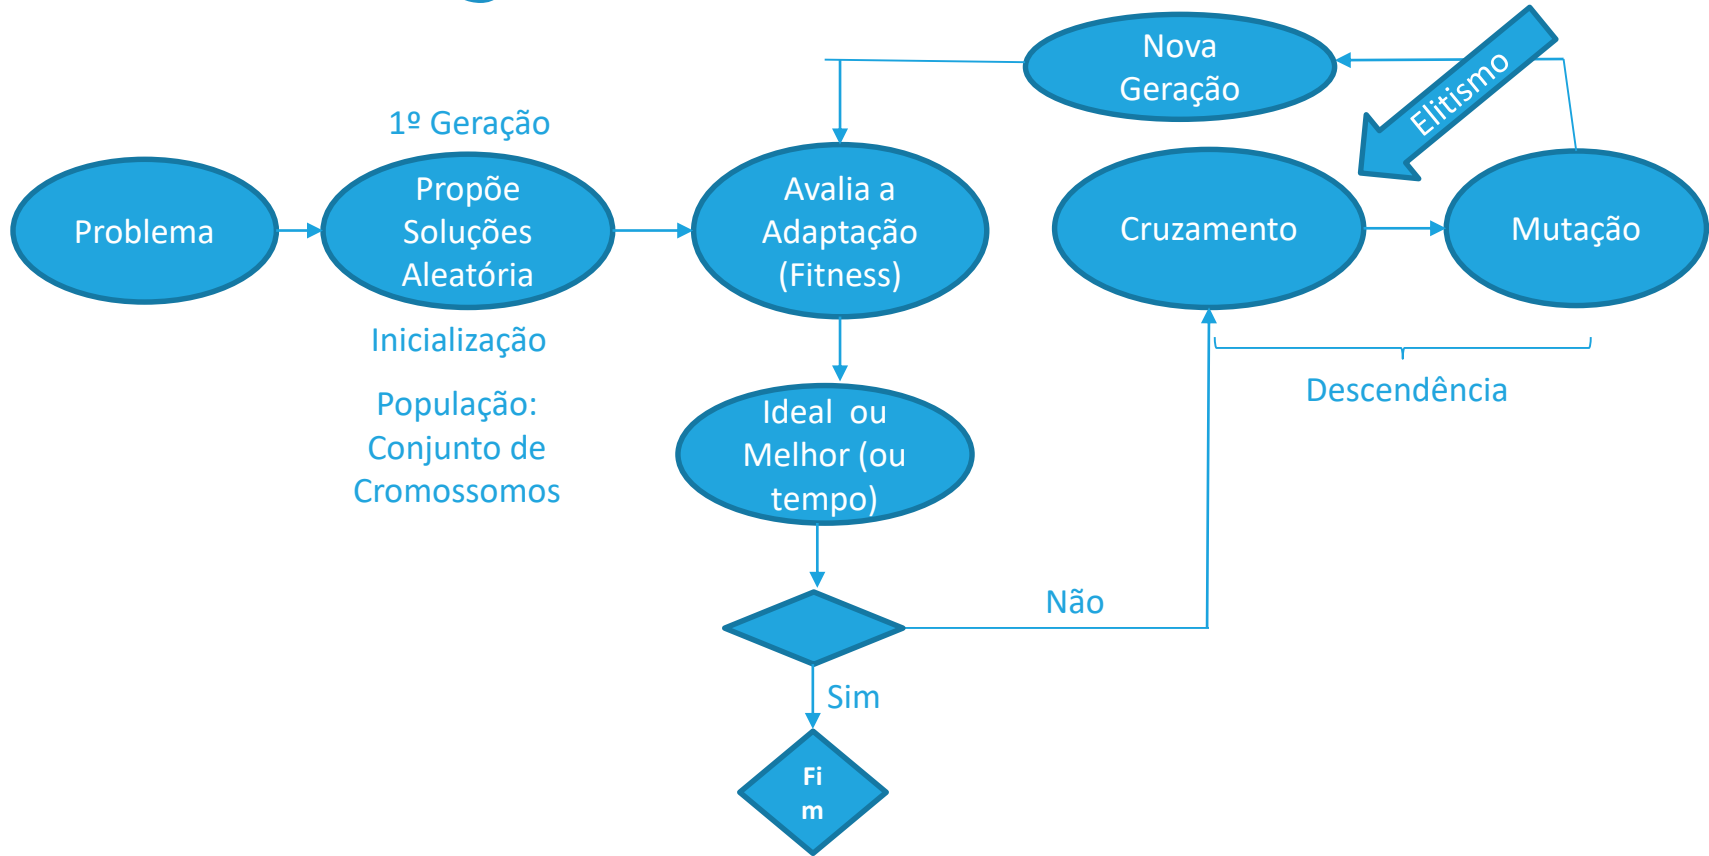 Nova
Geração
Elitismo
1º Geração
Problema
Propõe
Soluções
Aleatória
Avalia a
Adaptação
(Fitness)
Cruzamento
Mutação
Inicialização
População:
Conjunto de
Cromossomos
Descendência
Ideal  ou
Melhor (ou
tempo)
Não
Sim
Fi
m